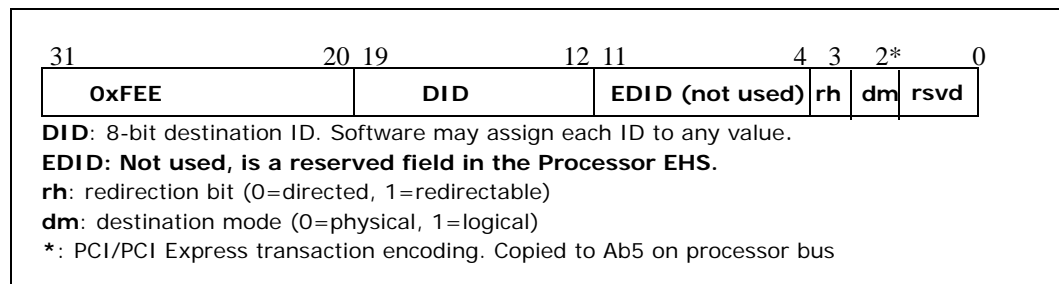 31 20 19 12 11 4 3 2* 0
0xFEE DID EDID (not used) rh dm rsvd
DID: 8-bit destination ID. Software may assign each ID to any value.
EDID: Not used, is a reserved field in the Processor EHS.
rh: redirection bit (0=directed, 1=redirectable)
dm: destination mode (0=physical, 1=logical)
*: PCI/PCI Express transaction encoding. Copied to Ab5 on processor bus